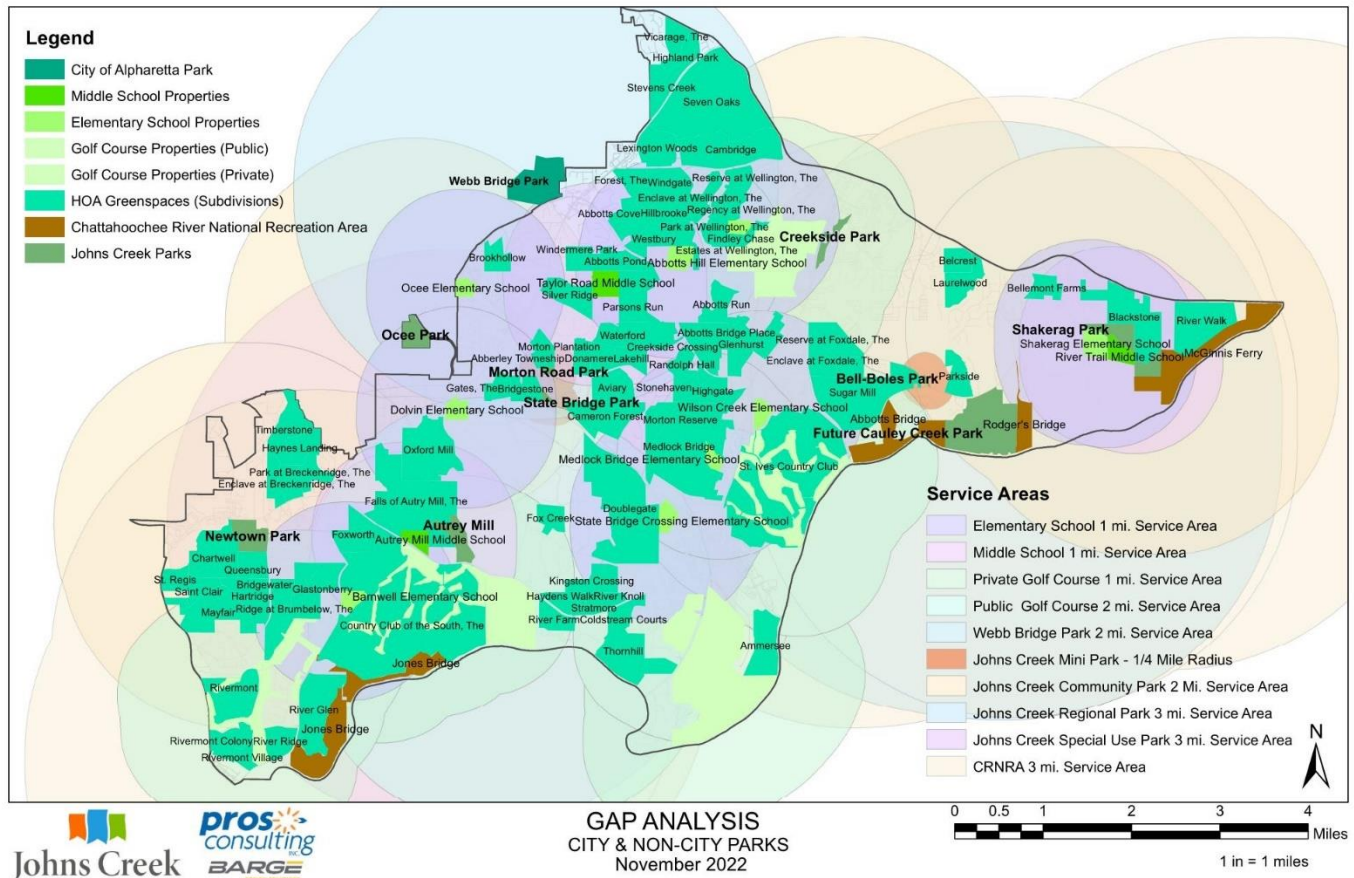 Legend
City of Alpharetta Park
Middle School Properties
Elementary School Properties
Golf Course Properties (Public)
Golf Course Properties (Private)
HOA Greenspaces (Subdivisions)
Chattahoochee River National Recreation Area
Johns Creek Parks
Vicarage, The
Highland Park
Stevens Creek
Seven Oaks
Lexington Woods
Cambridge
Webb Bridge Park
Forest, The
Windgate
Reserve at Wellington, The
Enclave at Wellington, The
Abbotts Cove
Hillbrooke
Regency at Wellington, The
Park at Wellington, The
Westbury
Findley Chase
Creekside Park
Windermere Park
Estates at Wellington, The
Brookhollow
Abbotts Pond
Abbotts Hill Elementary School
Belcrest
Ocee Elementary School
Taylor Road Middle School
Silver Ridge
Laurelwood
Bellemont Farms
Parsons Run
Abbotts Run
Blackstone
Ocee Park
Waterford
Abbotts Bridge Place
Reserve at Foxdale, The
Shakerag Park
River Walk
Morton Plantation
Creekside Crossing
Glenhurst
Shakerag Elementary School
Abberley Township
Donamere
Lakehill
Enclave at Foxdale, The
River Trail Middle School
McGinnis Ferry
Morton Road Park
Randolph Hall
Bell-Boles Park
Parkside
Gates, The
Bridgestone
Aviary
Stonehaven
Highgate
Sugar Mill
Dolvin Elementary School
State Bridge Park
Wilson Creek Elementary School
Cameron Forest
Morton Reserve
Abbotts Bridge
Rodger's Bridge
Timberstone
Future Cauley Creek Park
Haynes Landing
Oxford Mill
Medlock Bridge
Medlock Bridge Elementary School
St. Ives Country Club
Park at Breckenridge, The
Enclave at Breckenridge, The
Falls of Autry Mill, The
Doublegate
Fox Creek
State Bridge Crossing Elementary School
Newtown Park
Foxworth
Autrey Mill
Autrey Mill Middle School
Chartwell
Queensbury
St. Regis
Saint Clair
Bridgewater
Hartridge
Glastonberry
Barnwell Elementary School
Kingston Crossing
Haydens Walk
River Knoll
Mayfair
Ridge at Brumbelow, The
Stratmore
Country Club of the South, The
River Farm
Coldstream Courts
Ammersee
Jones Bridge
Thornhill
Rivermont
River Glen
Jones Bridge
Rivermont Colony
River Ridge
Rivermont Village
Service Areas
Elementary School 1 mi. Service Area
Middle School 1 mi. Service Area
Private Golf Course 1 mi. Service Area
Public Golf Course 2 mi. Service Area
Webb Bridge Park 2 mi. Service Area
Johns Creek Mini Park - 1/4 Mile Radius
Johns Creek Community Park 2 Mi. Service Area
Johns Creek Regional Park 3 mi. Service Area
Johns Creek Special Use Park 3 mi. Service Area
CRNRA 3 mi. Service Area
N
0 0.5 1 2 3 4
Miles
1 in = 1 miles
Johns Creek
pros
consulting
INC.
BARGE
GAP ANALYSIS
CITY & NON-CITY PARKS
November 2022